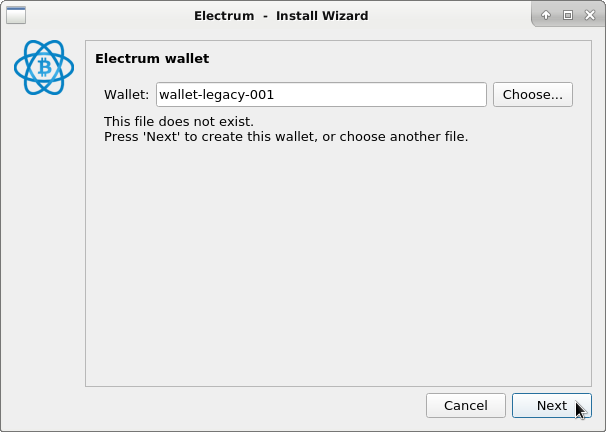 Electrum - Install Wizard
Electrum wallet
Wallet: wallet-legacy-001 Choose...
This file does not exist.
Press 'Next' to create this wallet, or choose another file.
Cancel Next